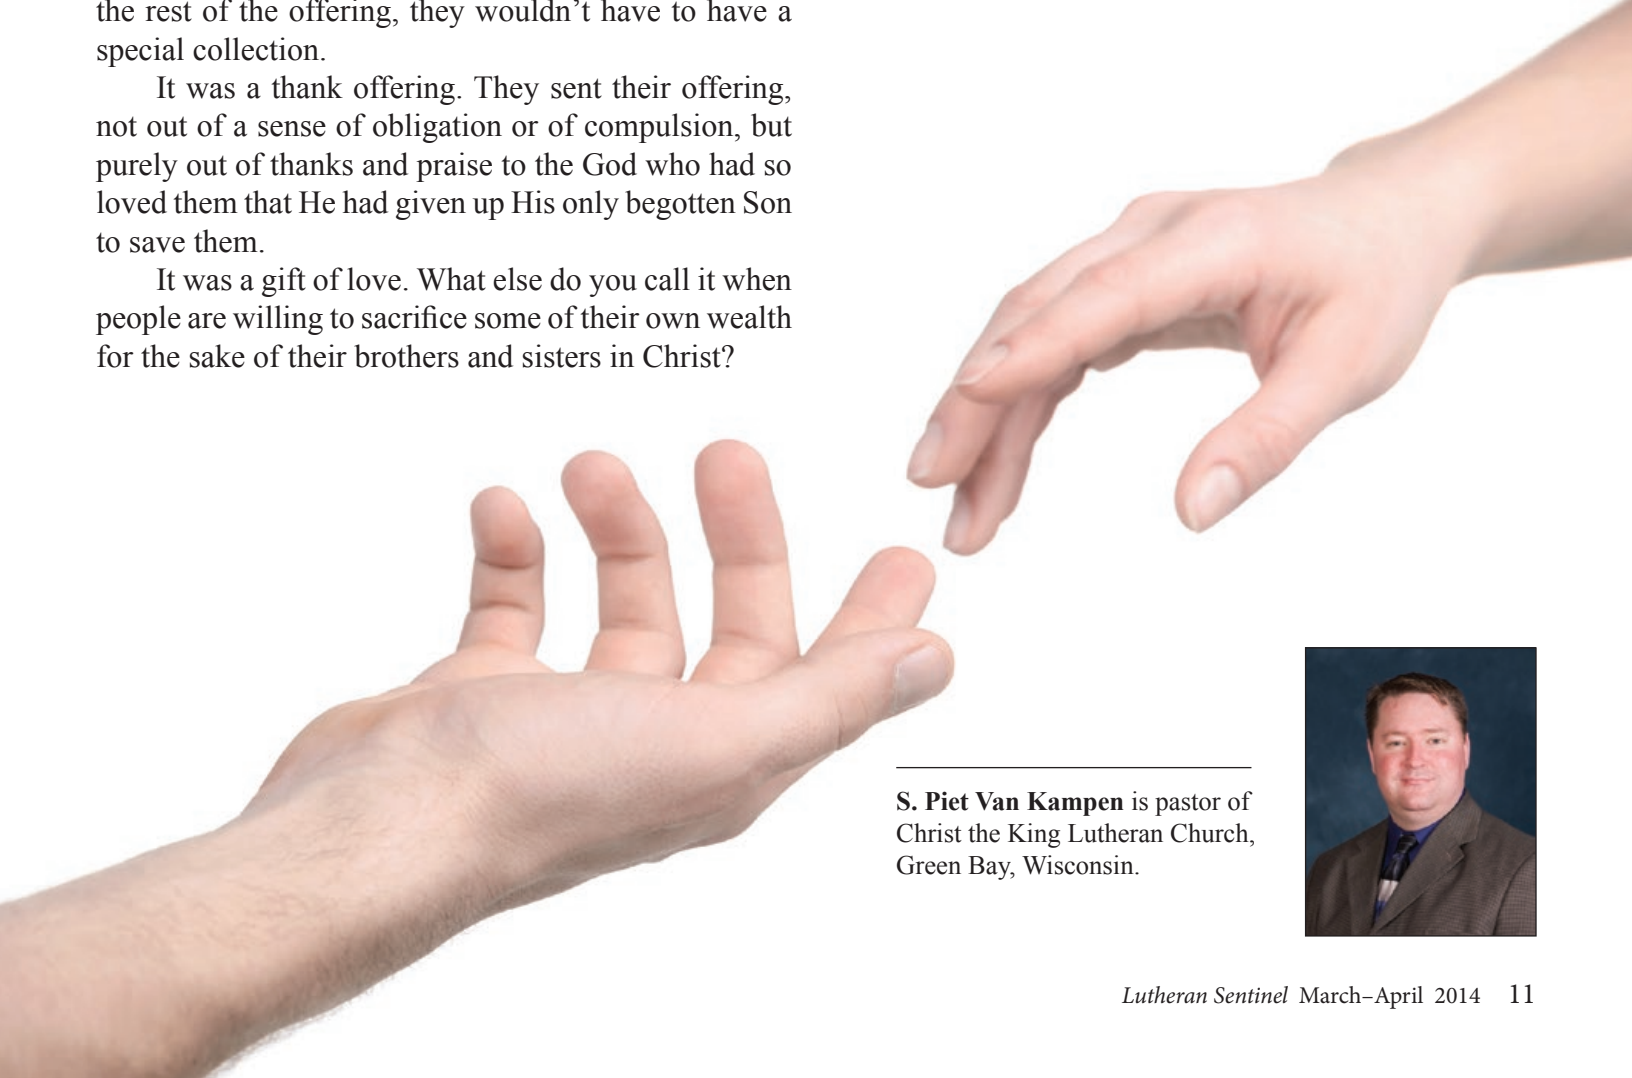 the rest of the offering, they wouldn’t have to have a
special collection.
It was a thank offering. They sent their offering,
not out of a sense of obligation or of compulsion, but
purely out of thanks and praise to the God who had so
loved them that He had given up His only begotten Son
to save them.
It was a gift of love. What else do you call it when
people are willing to sacrifice some of their own wealth
for the sake of their brothers and sisters in Christ?
S. Piet Van Kampen is pastor of
Christ the King Lutheran Church,
Green Bay, Wisconsin.
Lutheran Sentinel March–April 2014 11